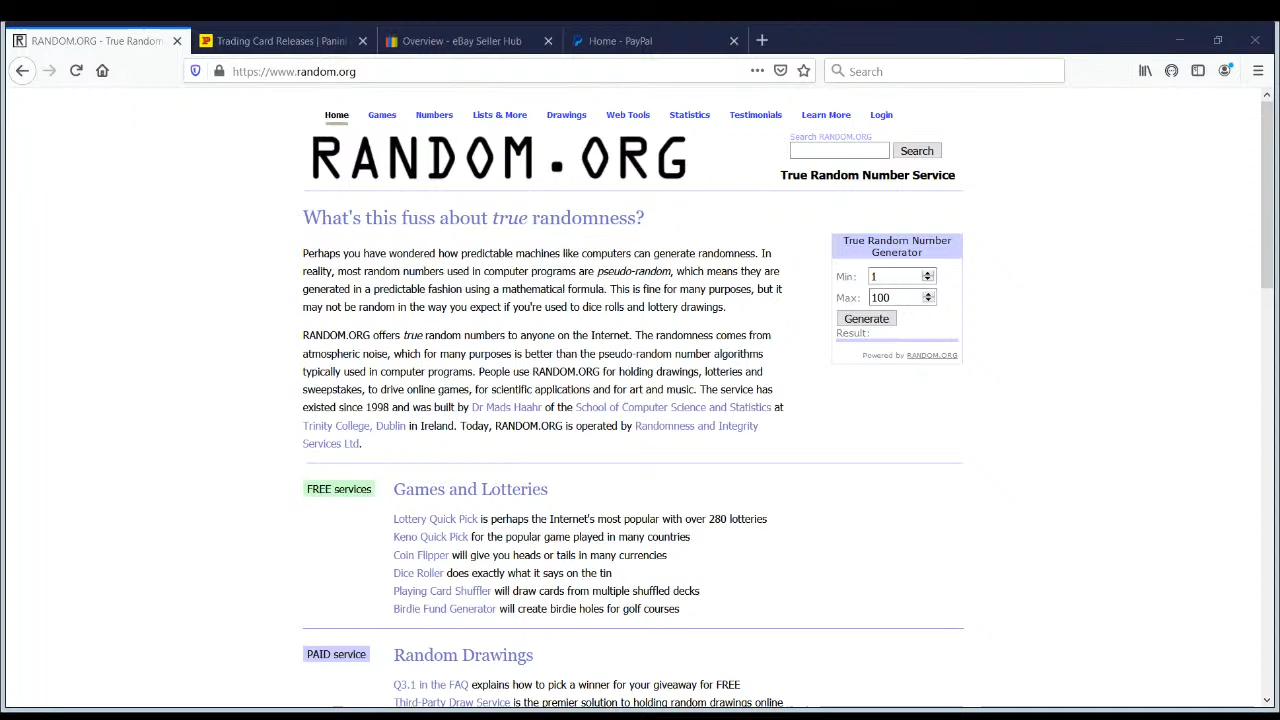 RANDOM.ORG - True Random
Trading Card Releases | Panini
Overview - eBay Seller Hub
Home - PayPal
https://www.random.org
Search
Home Games Numbers Lists & More Drawings Web Tools Statistics Testimonials Learn More Login
RANDOM.ORG
Search RANDOM.ORG
Search
True Random Number Service
What's this fuss about true randomness?
Perhaps you have wondered how predictable machines like computers can generate randomness. In
reality, most random numbers used in computer programs are pseudo-random, which means they are
generated in a predictable fashion using a mathematical formula. This is fine for many purposes, but it
may not be random in the way you expect if you're used to dice rolls and lottery drawings.
RANDOM.ORG offers true random numbers to anyone on the Internet. The randomness comes from
atmospheric noise, which for many purposes is better than the pseudo-random number algorithms
typically used in computer programs. People use RANDOM.ORG for holding drawings, lotteries and
sweepstakes, to drive online games, for scientific applications and for art and music. The service has
existed since 1998 and was built by Dr Mads Haahr of the School of Computer Science and Statistics at
Trinity College, Dublin in Ireland. Today, RANDOM.ORG is operated by Randomness and Integrity
Services Ltd.
True Random Number
Generator
Min: 1
Max: 100
Generate
Result:
Powered by RANDOM.ORG
FREE services
Games and Lotteries
Lottery Quick Pick is perhaps the Internet's most popular with over 280 lotteries
Keno Quick Pick for the popular game played in many countries
Coin Flipper will give you heads or tails in many currencies
Dice Roller does exactly what it says on the tin
Playing Card Shuffler will draw cards from multiple shuffled decks
Birdie Fund Generator will create birdie holes for golf courses
PAID service
Random Drawings
Q3.1 in the FAQ explains how to pick a winner for your giveaway for FREE
Third-Party Draw Service is the premier solution to holding random drawings online